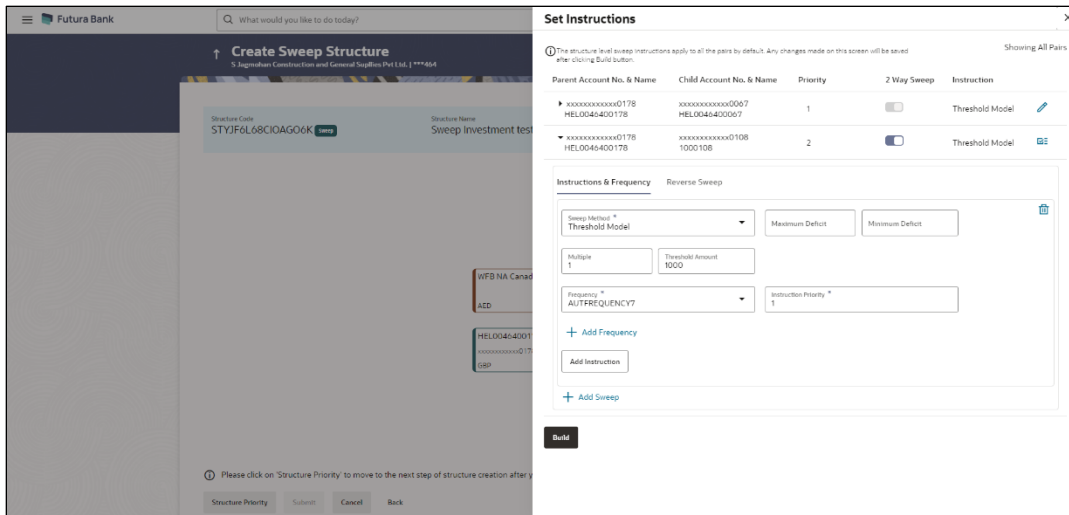 Futura Bank
What would you like to do today?
Create Sweep Structure
S Jagmohan Construction and General Supllies Pvt Ltd. | ***464
Structure Code
STYJF6L68CIOAGO6K Sweep
Structure Name
Sweep Investment test
WFB NA Canad
AED
HEL00464001
xxxxxxxxxxxx017
GBP
Please click on 'Structure Priority' to move to the next step of structure creation after y
Structure Priority Submit Cancel Back
Set Instructions
The structure level sweep instructions apply to all the pairs by default. Any changes made on this screen will be saved
after clicking Build button.
Showing All Pairs
Parent Account No. & Name Child Account No. & Name Priority 2 Way Sweep Instruction
xxxxxxxxxxxx0178 xxxxxxxxxxxx0067 1 Threshold Model
HEL0046400178 HEL0046400067
xxxxxxxxxxxx0178 xxxxxxxxxxxx0108 2 Threshold Model
HEL0046400178 1000108
Instructions & Frequency Reverse Sweep
Sweep Method *
Threshold Model
Maximum Deficit
Minimum Deficit
Multiple
1
Threshold Amount
1000
Frequency *
AUTFREQUENCY7
Instruction Priority *
1
Add Frequency
Add Instruction
Add Sweep
Build